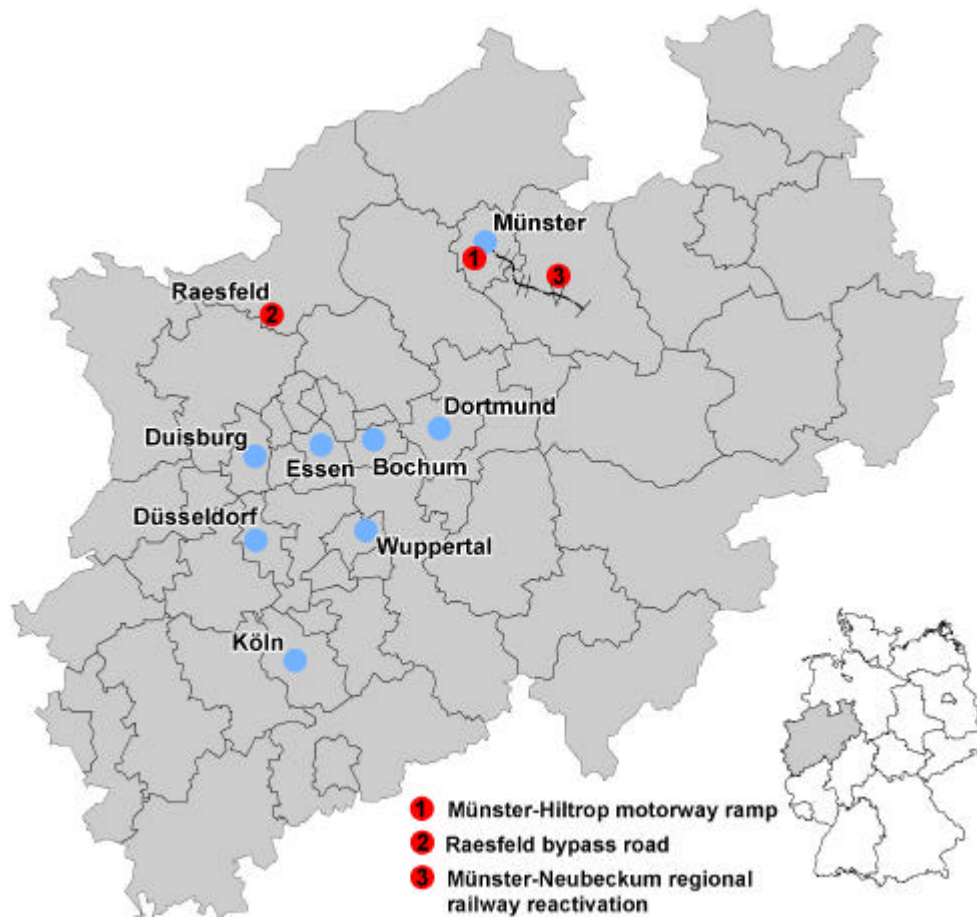 Münster
1
3
Raesfeld
2
Dortmund
Duisburg
Essen
Bochum
Düsseldorf
Wuppertal
Köln
1 Münster-Hiltrop motorway ramp
2 Raesfeld bypass road
3 Münster-Neubeckum regional
railway reactivation